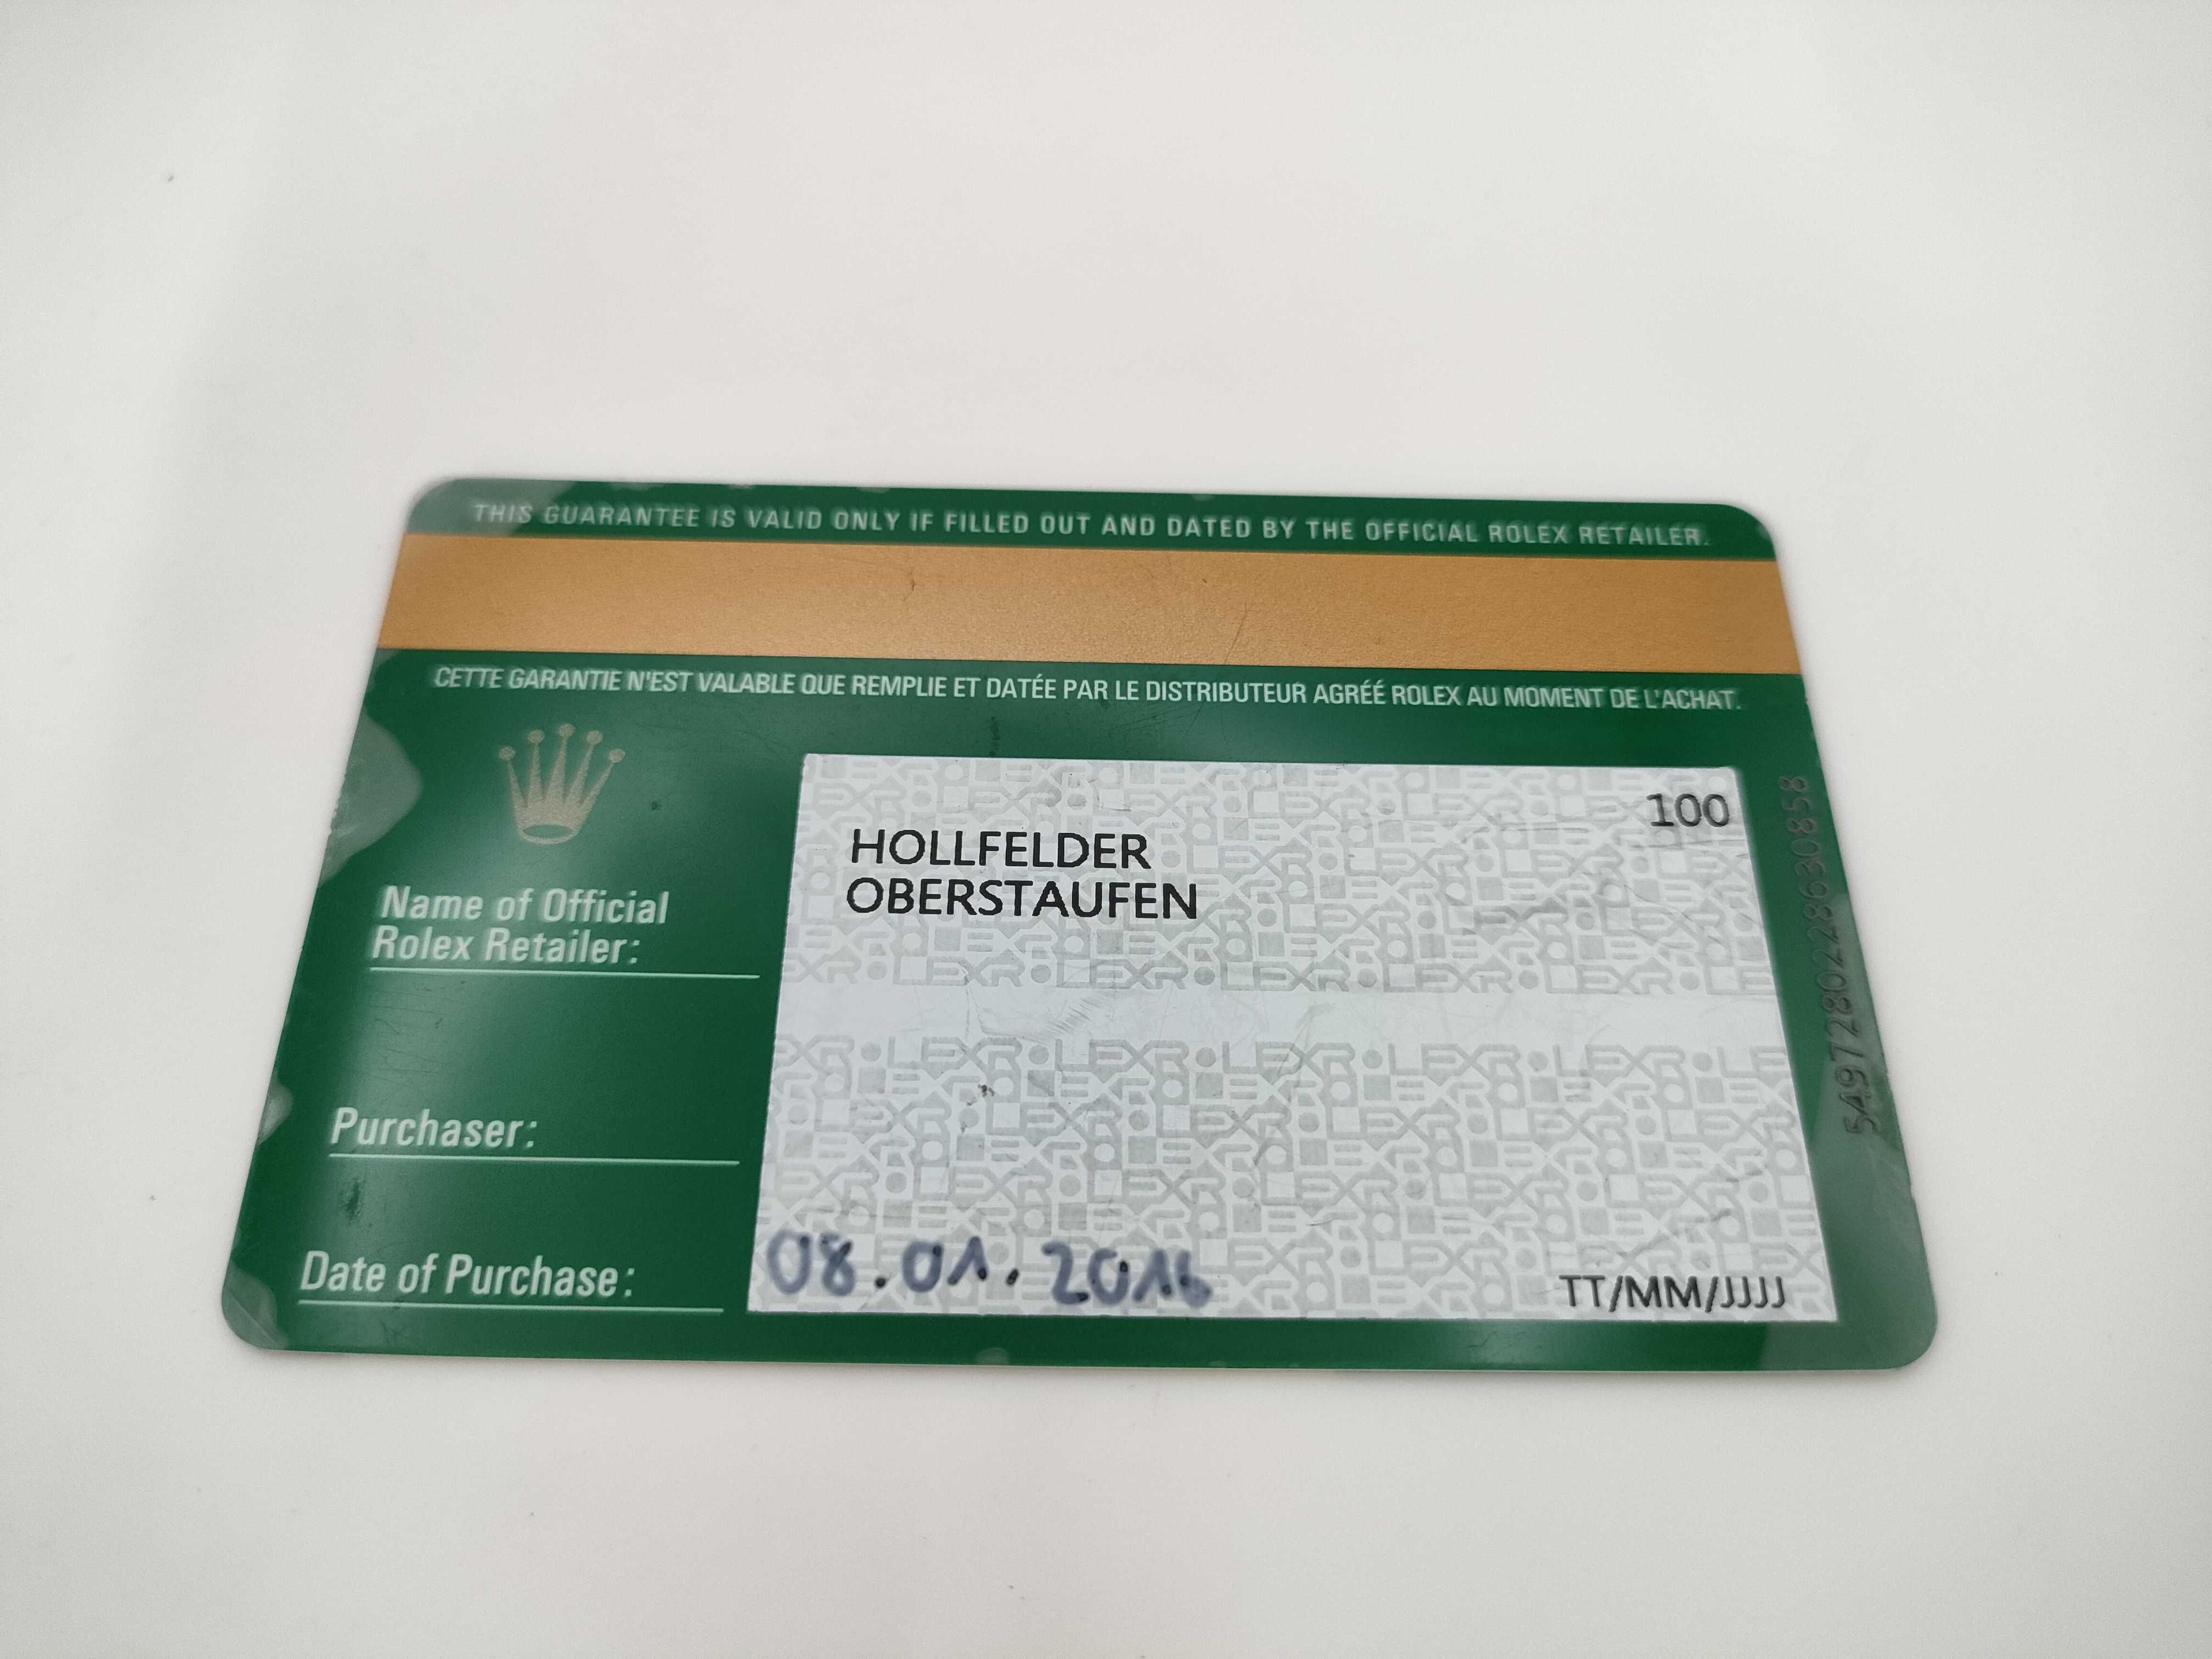 THIS GUARANTEE IS VALID ONLY IF FILLED OUT AND DATED BY THE OFFICIAL ROLEX RETAILER.
CETTE GARANTIE N'EST VALABLE QUE REMPLIE ET DATÉE PAR LE DISTRIBUTEUR AGRÉÉ ROLEX AU MOMENT DE L'ACHAT.
100
HOLLFELDER
OBERSTAUFEN
Name of Official
Rolex Retailer:
Purchaser:
Date of Purchase:
08.01.2016
TT/MM/JJJJ
5497280228630858